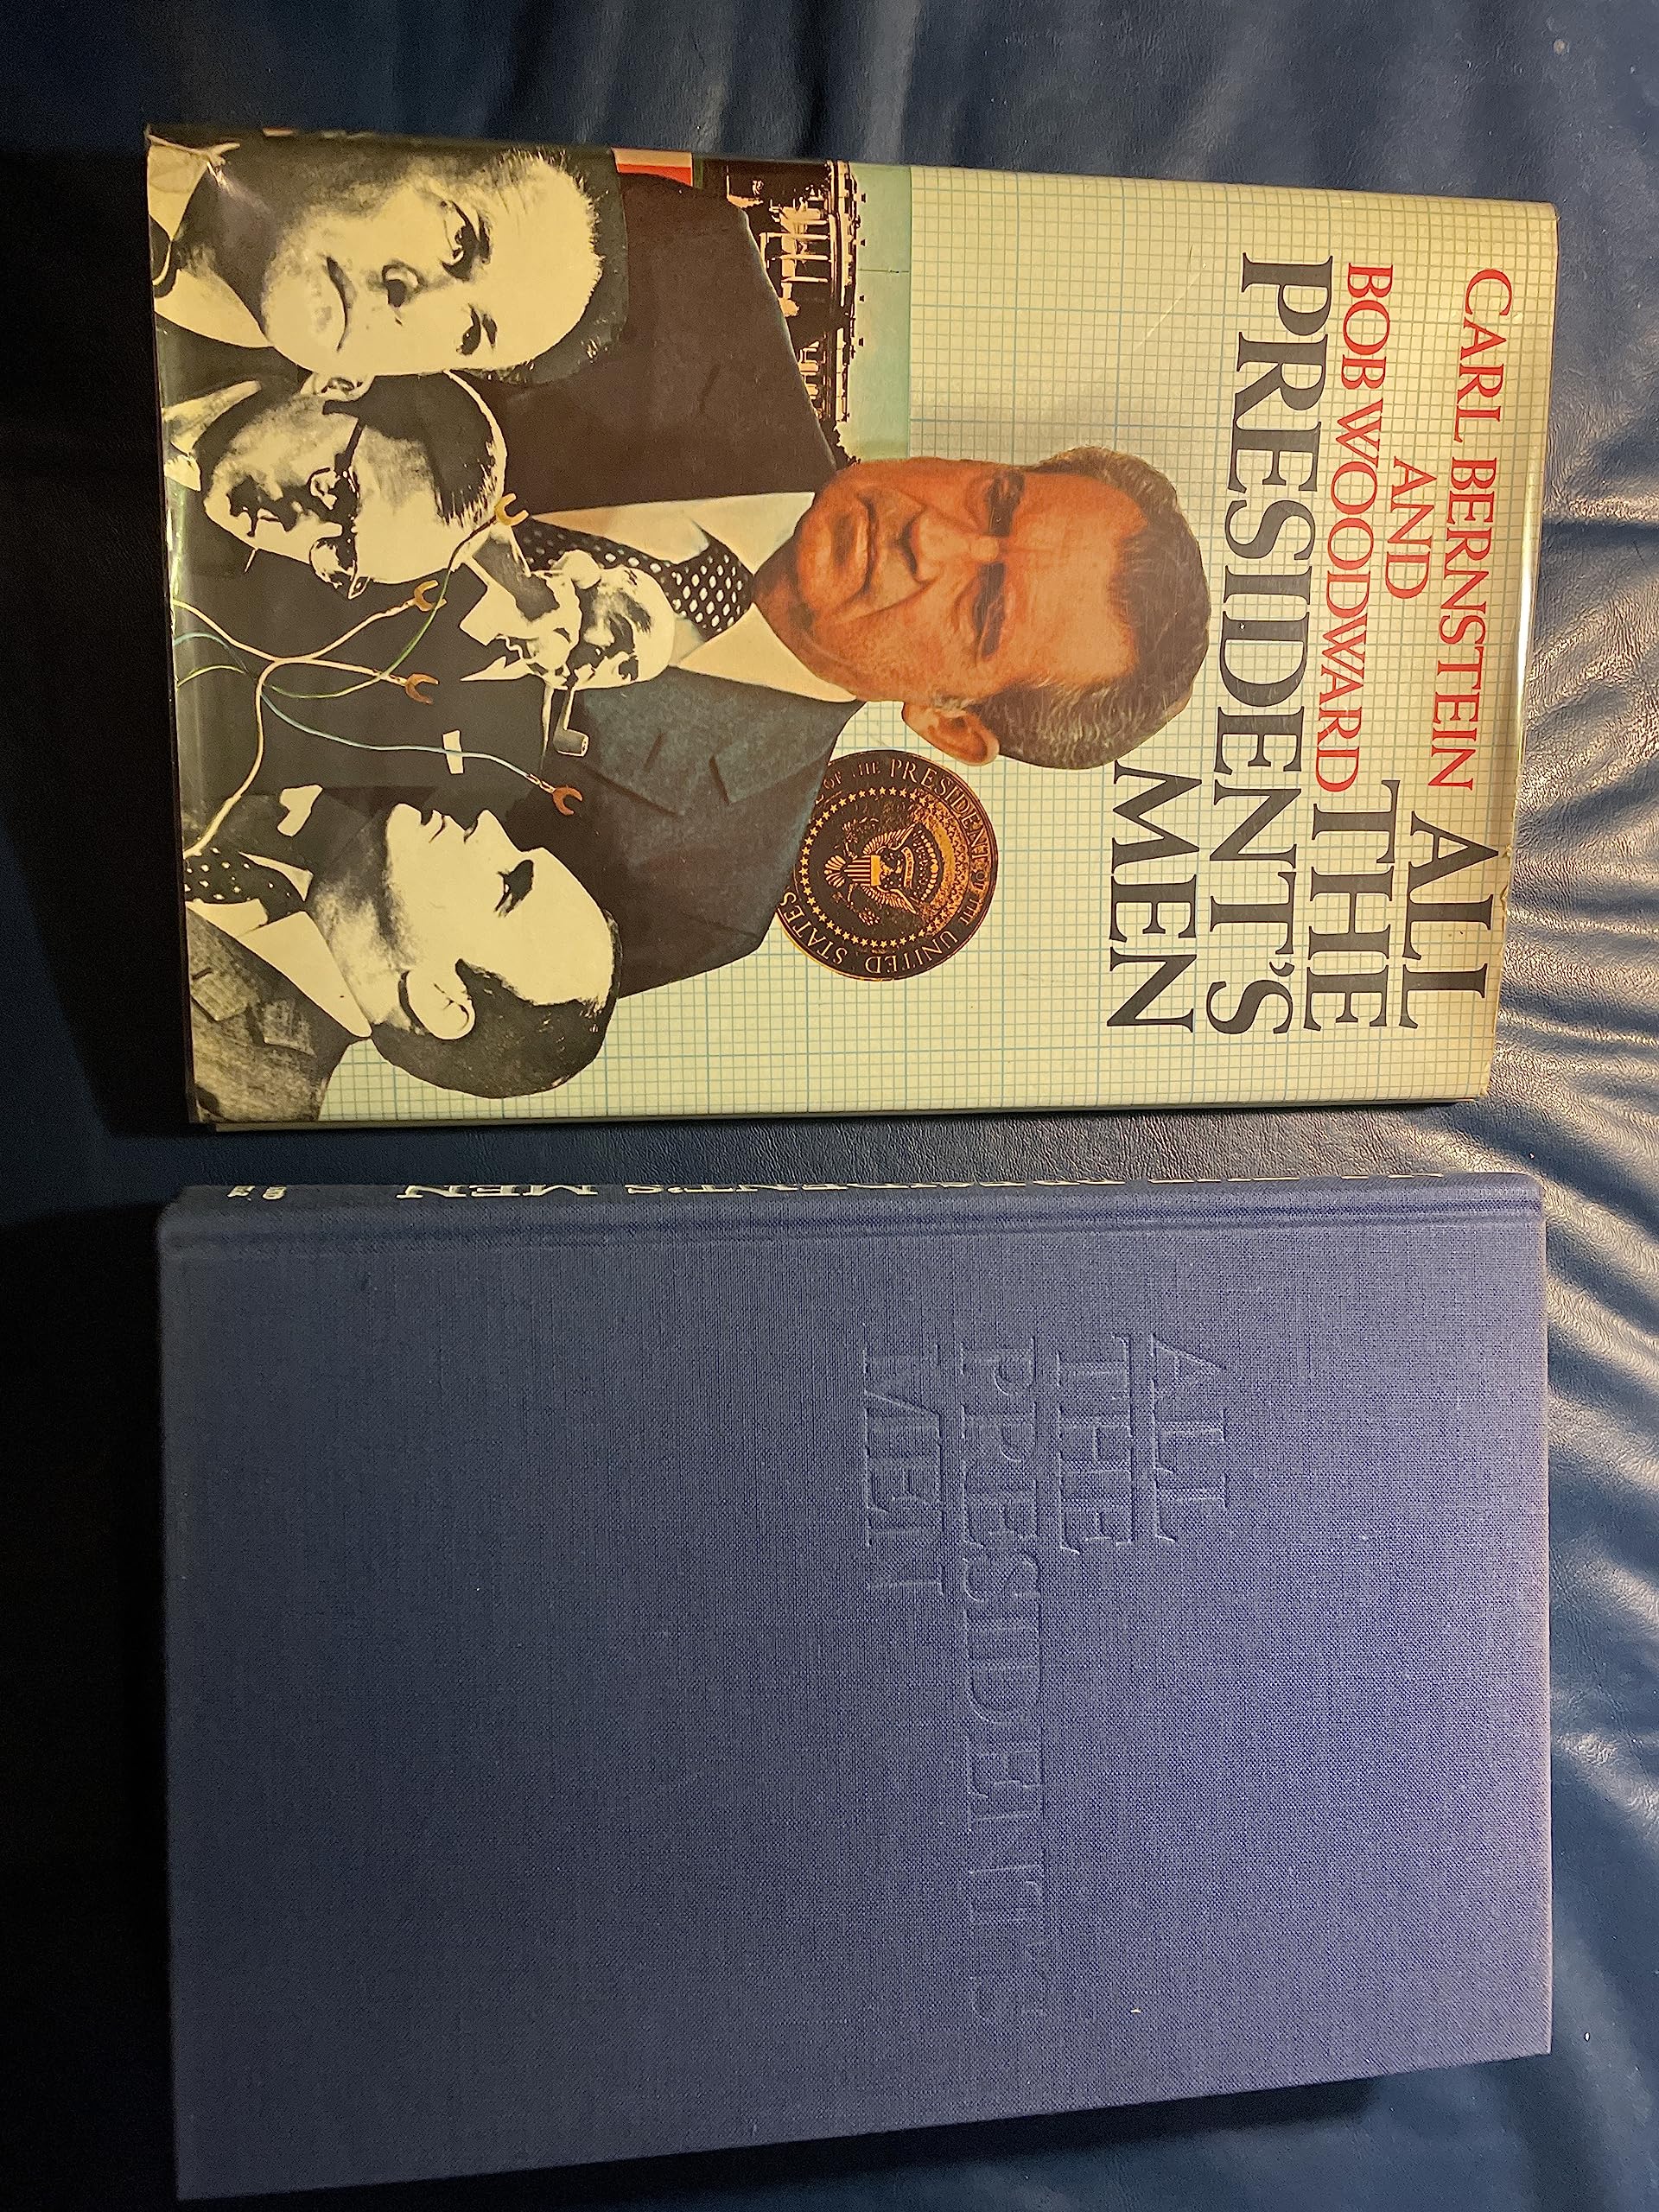 CARL BERNSTEIN
AND
BOB WOODWARD
ALL
THE
PRESIDENT'S
MEN
OF THE PRESIDENT OF THE UNITED STATES
PRESIDENT'S MEN
ALL
THE
PRESIDENT'S
MEN